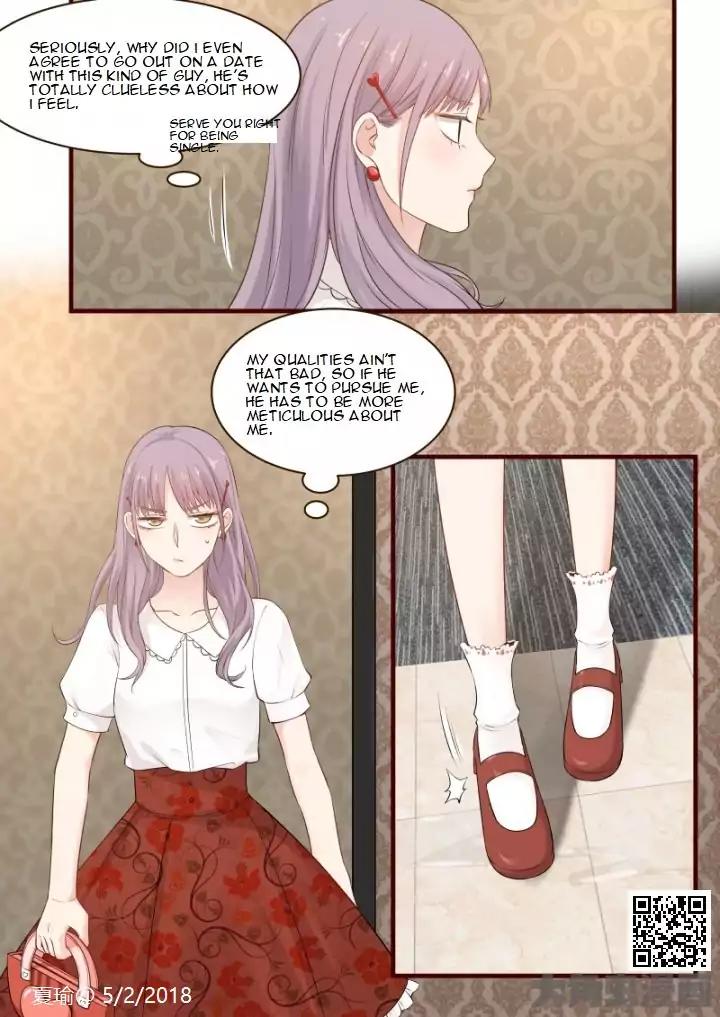 SERIOUSLY, WHY DID I EVEN
AGREE TO GO OUT ON A DATE
WITH THIS KIND OF GUY, HE'S
TOTALLY CLUELESS ABOUT HOW
I FEEL.
SERVE YOU RIGHT
FOR BEING
SINGLE.
MY QUALITIES AIN'T
THAT BAD, SO IF HE
WANTS TO PURSUE ME,
HE HAS TO BE MORE
METICULOUS ABOUT
ME.
夏瑜@ 5/2/2018